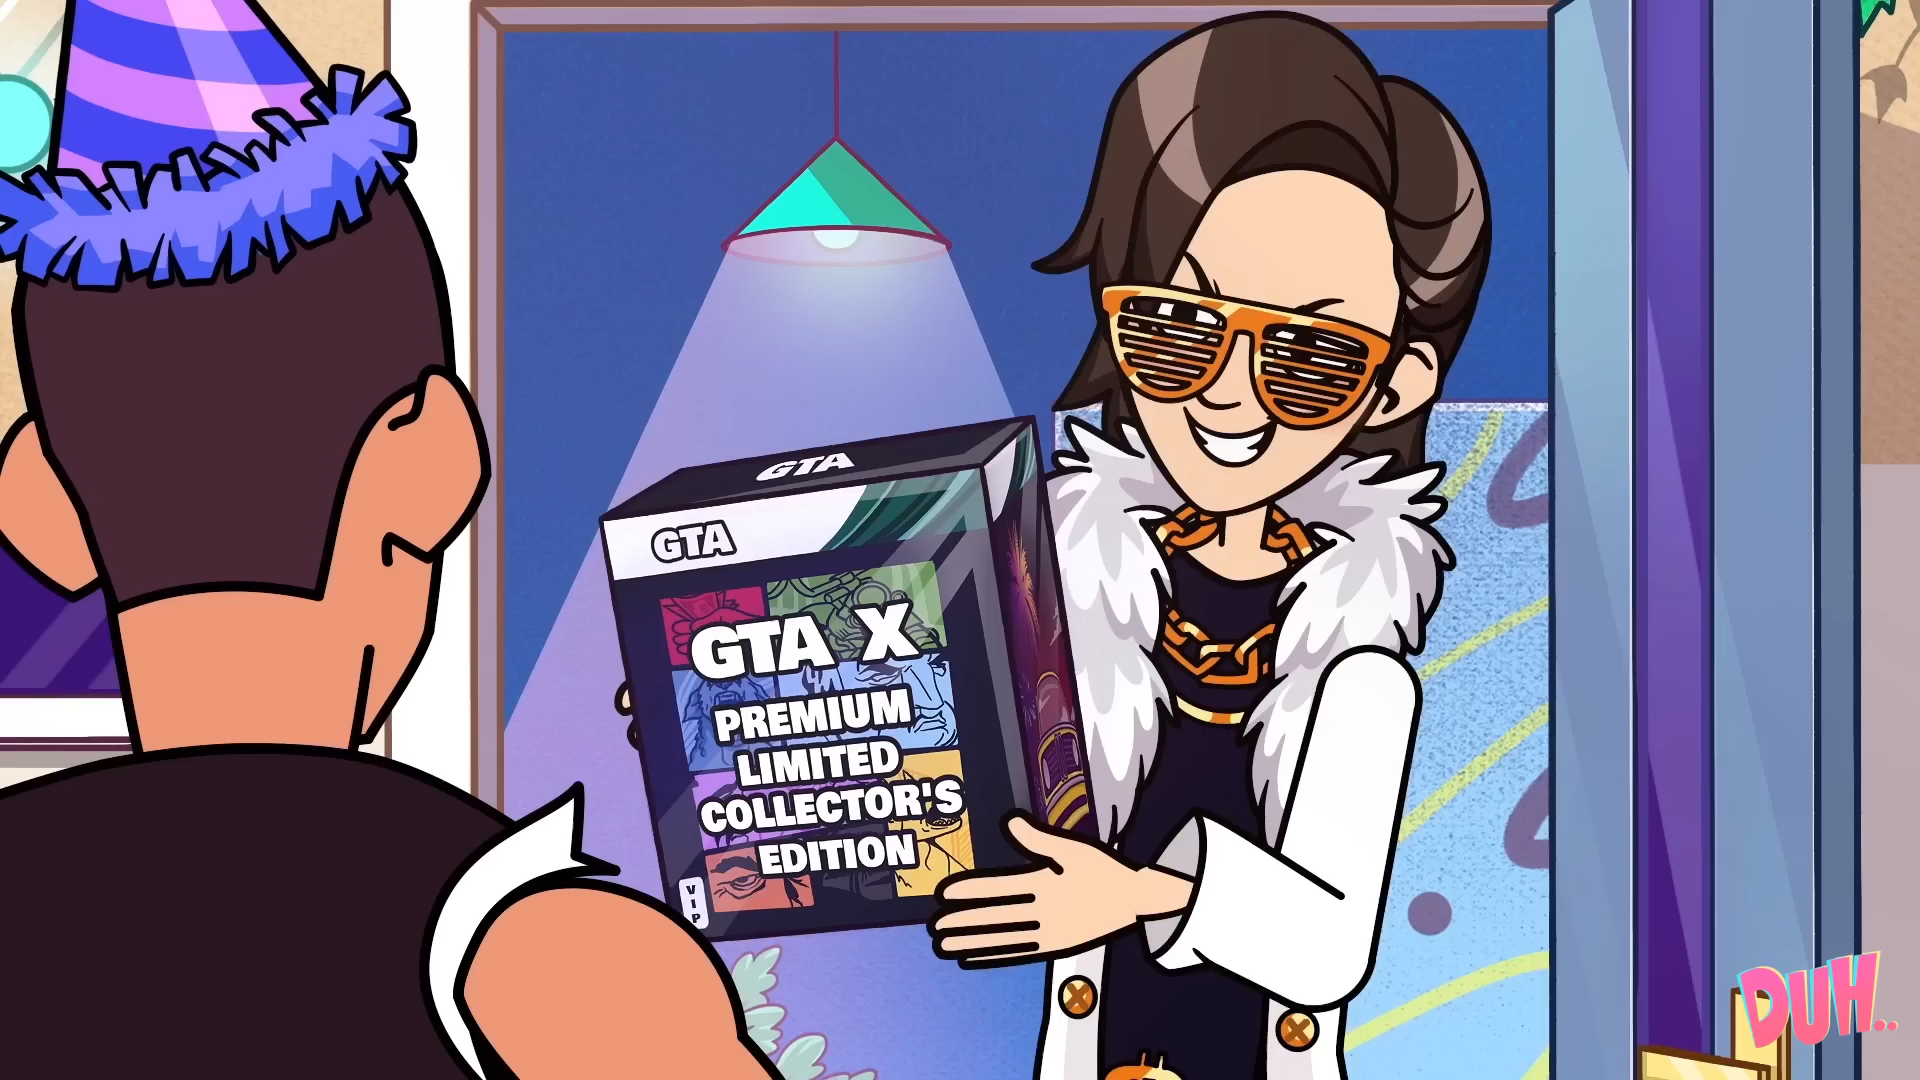 GTA
GTA
GTA X
PREMIUM
LIMITED
COLLECTOR'S
EDITION
VIP
DUH..